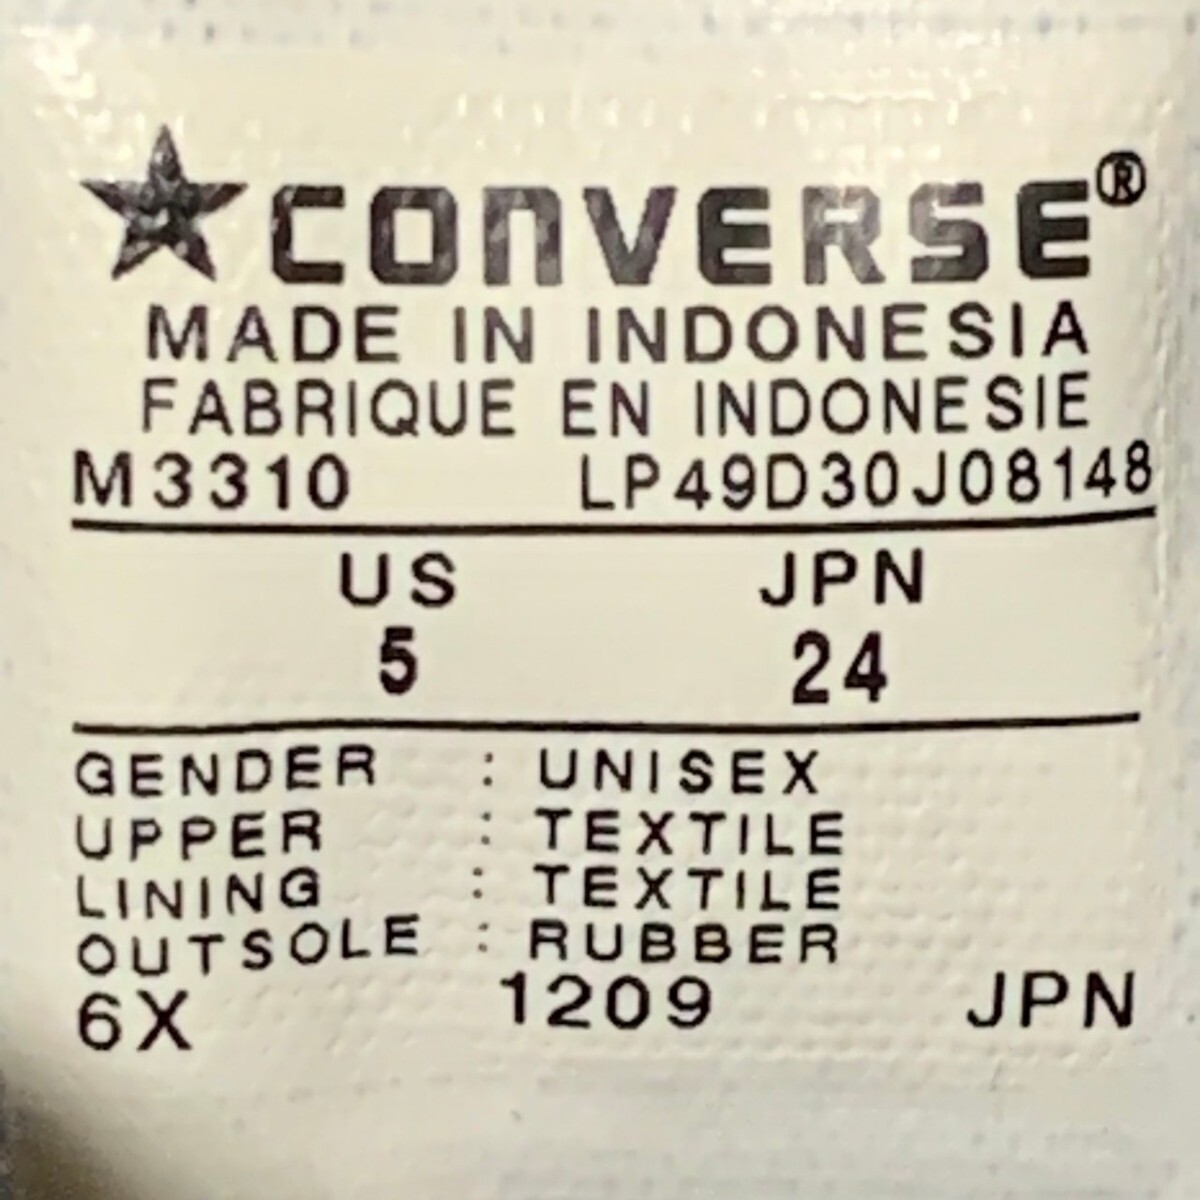 CONVERSE®
MADE IN INDONESIA
FABRIQUE EN INDONESIE
M3310 LP49D30J08148
US JPN
5 24
GENDER : UNISEX
UPPER : TEXTILE
LINING : TEXTILE
OUTSOLE : RUBBER
6X 1209 JPN